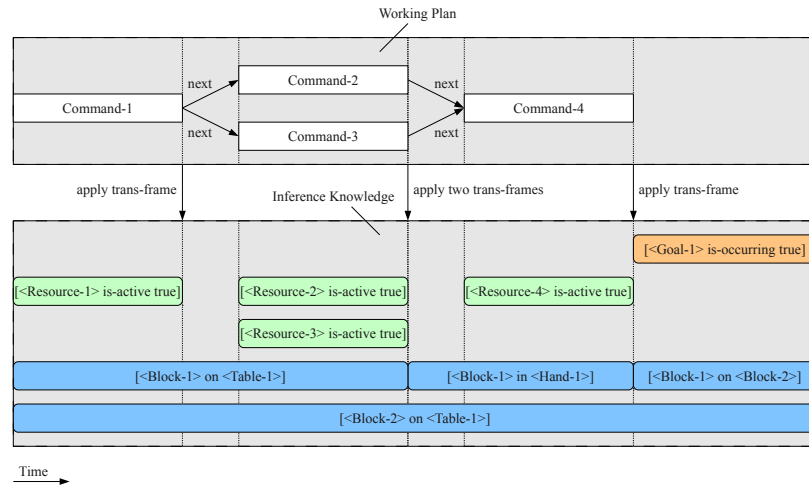 Working Plan
next
Command-2
next
Command-1
Command-4
next
Command-3
next
apply trans-frame
apply two trans-frames
apply trans-frame
Inference Knowledge
[<Goal-1> is-occurring true]
[<Resource-1> is-active true]
[<Resource-2> is-active true]
[<Resource-4> is-active true]
[<Resource-3> is-active true]
[<Block-1> on <Table-1>]
[<Block-1> in <Hand-1>]
[<Block-1> on <Block-2>]
[<Block-2> on <Table-1>]
Time